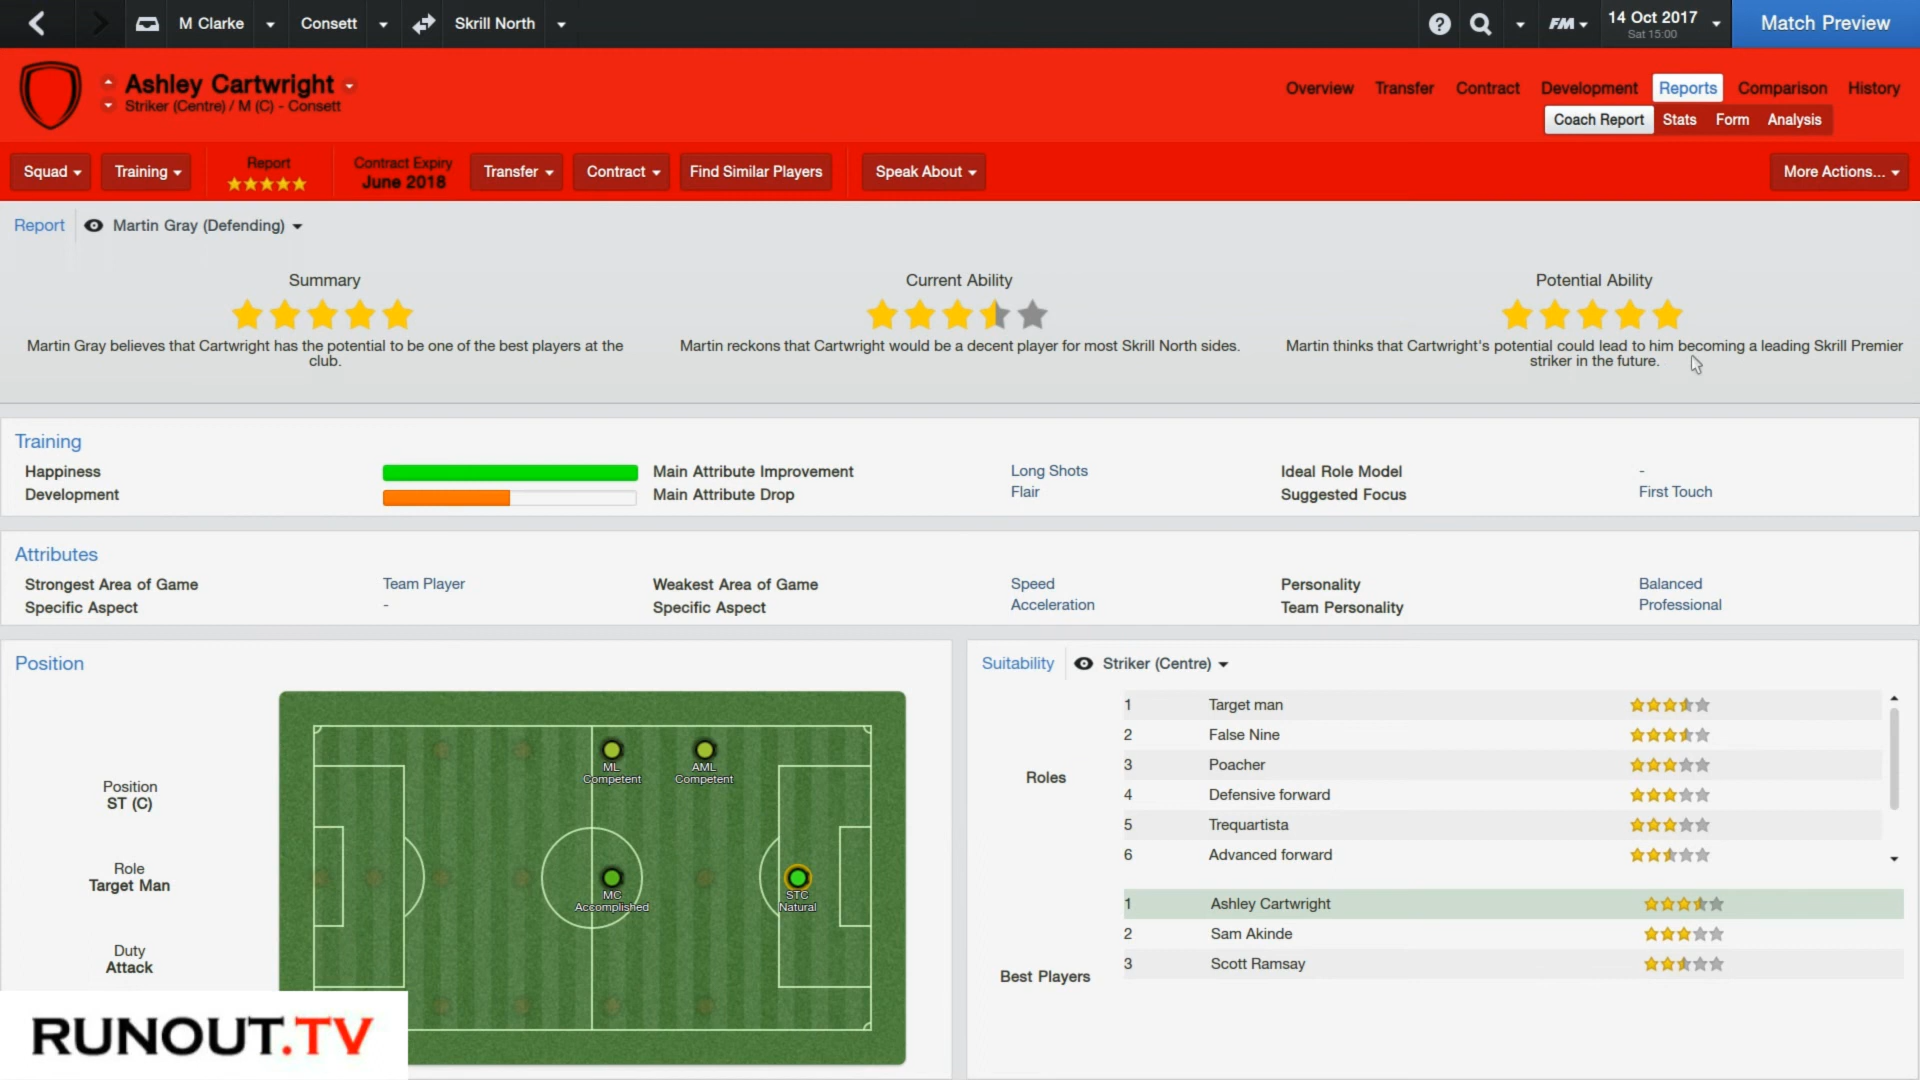 M Clarke
Consett
Skrill North
FM
14 Oct 2017
Sat 15:00
Match Preview
Ashley Cartwright
Striker (Centre) / M (C) - Consett
Overview Transfer Contract Development Reports Comparison History
Coach Report Stats Form Analysis
Squad
Training
Report
Contract Expiry
June 2018
Transfer
Contract
Find Similar Players
Speak About
More Actions...
Report
Martin Gray (Defending)
Summary
Martin Gray believes that Cartwright has the potential to be one of the best players at the
club.
Current Ability
Martin reckons that Cartwright would be a decent player for most Skrill North sides.
Potential Ability
Martin thinks that Cartwright's potential could lead to him becoming a leading Skrill Premier
striker in the future.
Training
Happiness
Development
Main Attribute Improvement Long Shots
Main Attribute Drop Flair
Ideal Role Model -
Suggested Focus First Touch
Attributes
Strongest Area of Game Team Player
Specific Aspect -
Weakest Area of Game Speed
Specific Aspect Acceleration
Personality Balanced
Team Personality Professional
Position
Position
ST (C)
Role
Target Man
Duty
Attack
ML
Competent
AML
Competent
MC
Accomplished
STC
Natural
Suitability
Striker (Centre)
Roles
1 Target man
2 False Nine
3 Poacher
4 Defensive forward
5 Trequartista
6 Advanced forward
Best Players
1 Ashley Cartwright
2 Sam Akinde
3 Scott Ramsay
RUNOUT.TV